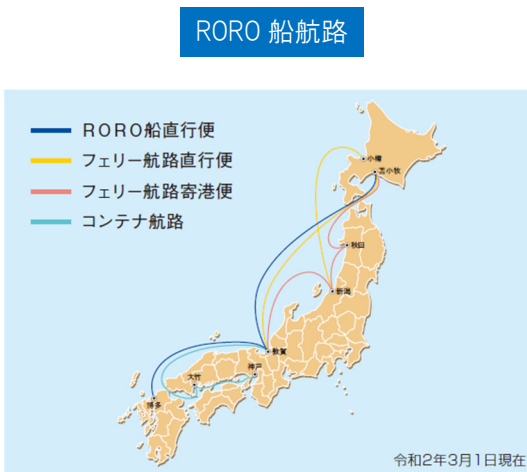 RORO 船航路
RORO船直行便
フェリー航路直行便
フェリー航路寄港便
コンテナ航路
小樽
苫小牧
秋田
新潟
敦賀
神戸
大竹
博多
令和2年3月1日現在